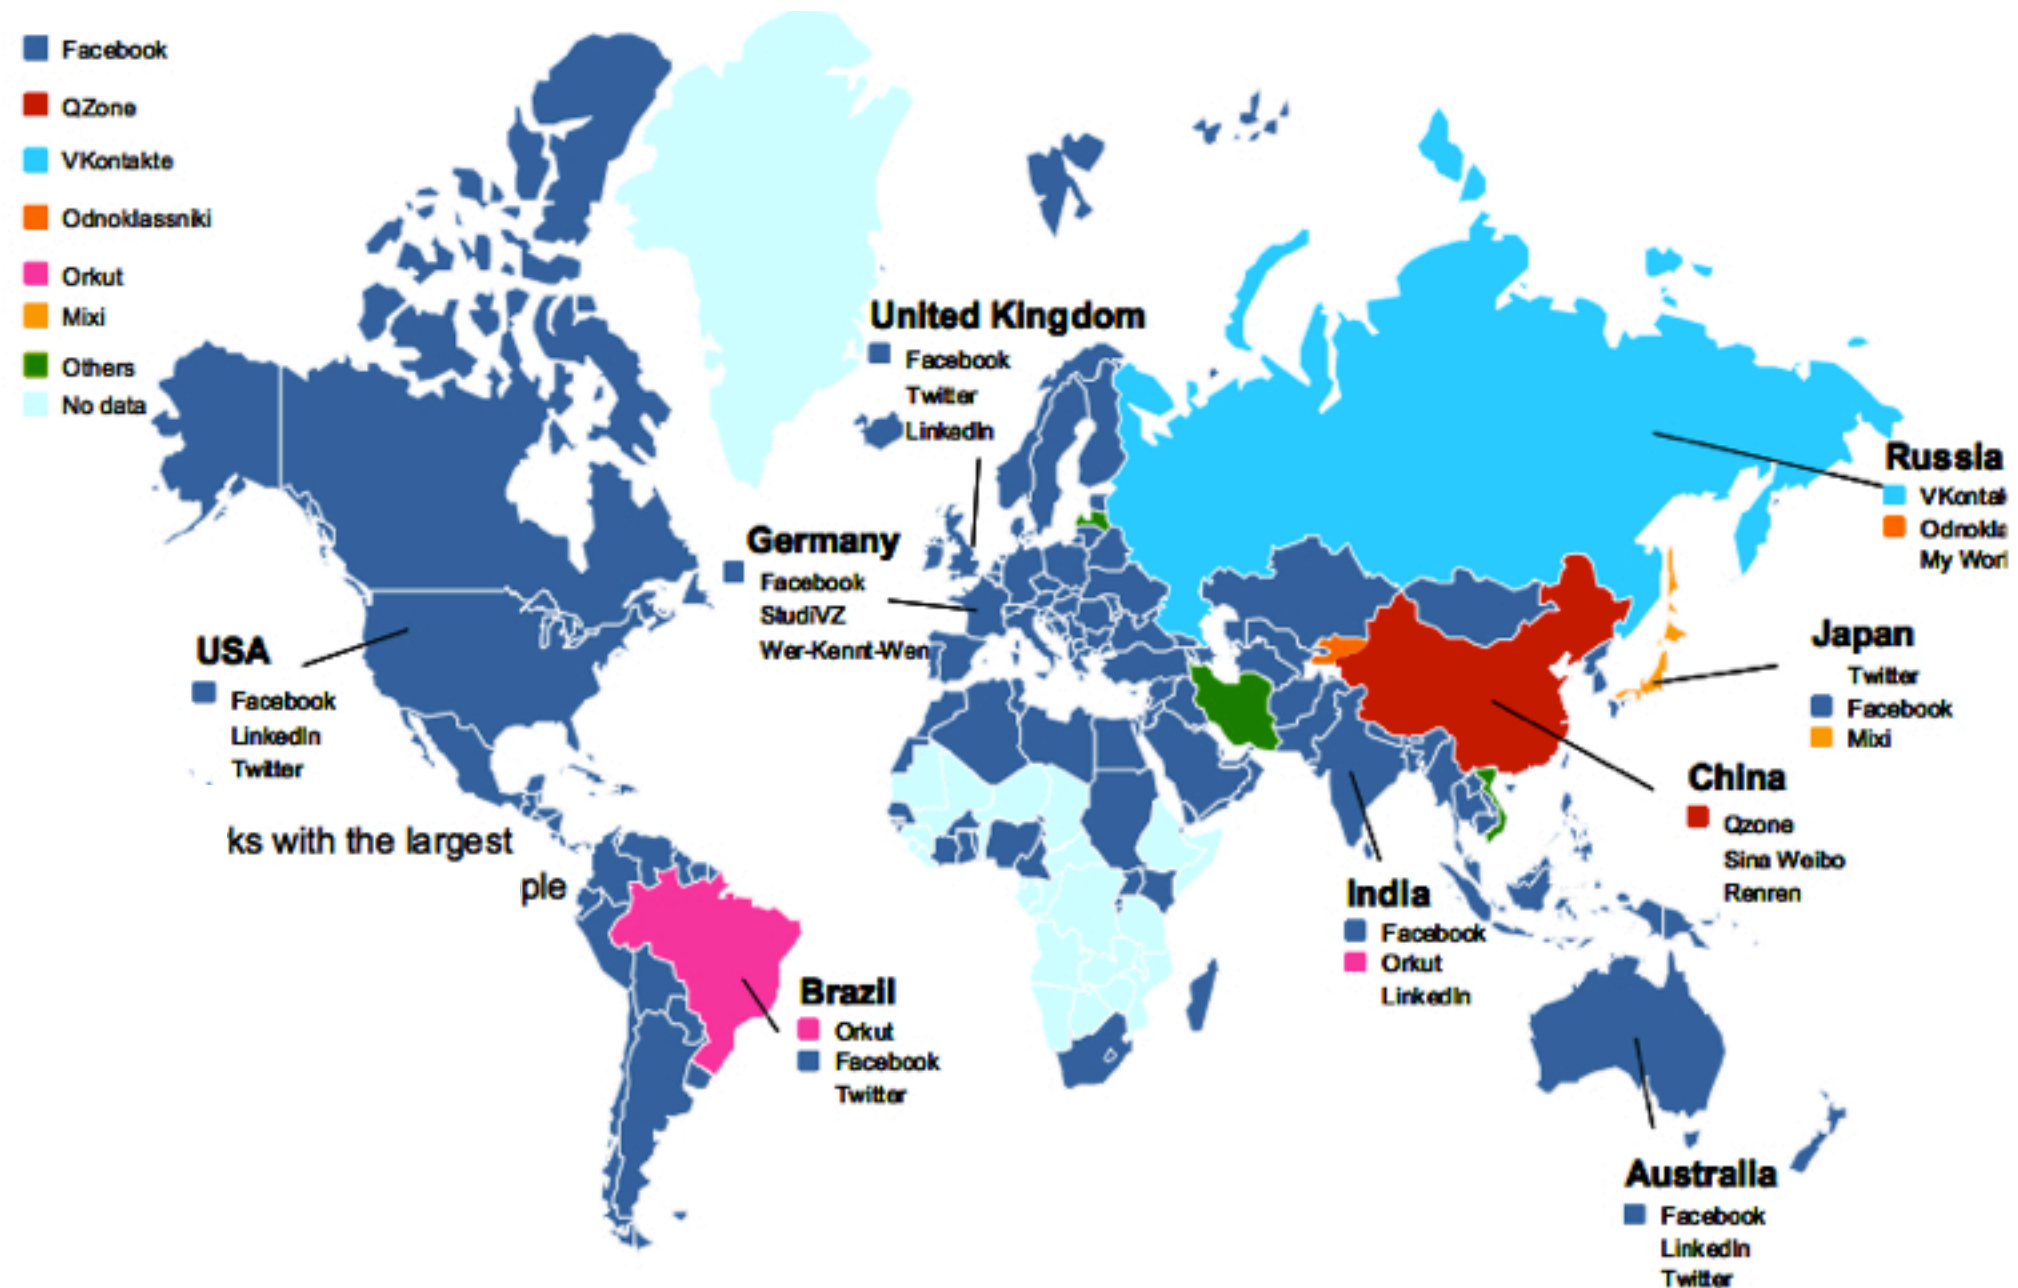 Facebook
QZone
VKontakte
Odnoklassniki
Orkut
Mixi
Others
No data
United Kingdom
Facebook
Twitter
LinkedIn
Germany
Facebook
StudiVZ
Wer-Kennt-Wen
USA
Facebook
LinkedIn
Twitter
ks with the largest
ple
Brazil
Orkut
Facebook
Twitter
Russia
VKontak
Odnokla
My Worl
Japan
Twitter
Facebook
Mixi
China
Qzone
Sina Weibo
Renren
India
Facebook
Orkut
LinkedIn
Australia
Facebook
LinkedIn
Twitter